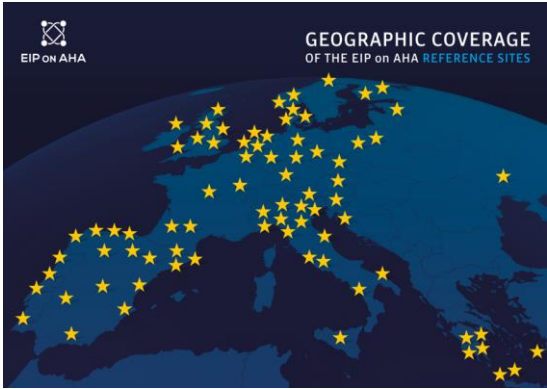 EIP ON AHA
GEOGRAPHIC COVERAGE
OF THE EIP on AHA REFERENCE SITES